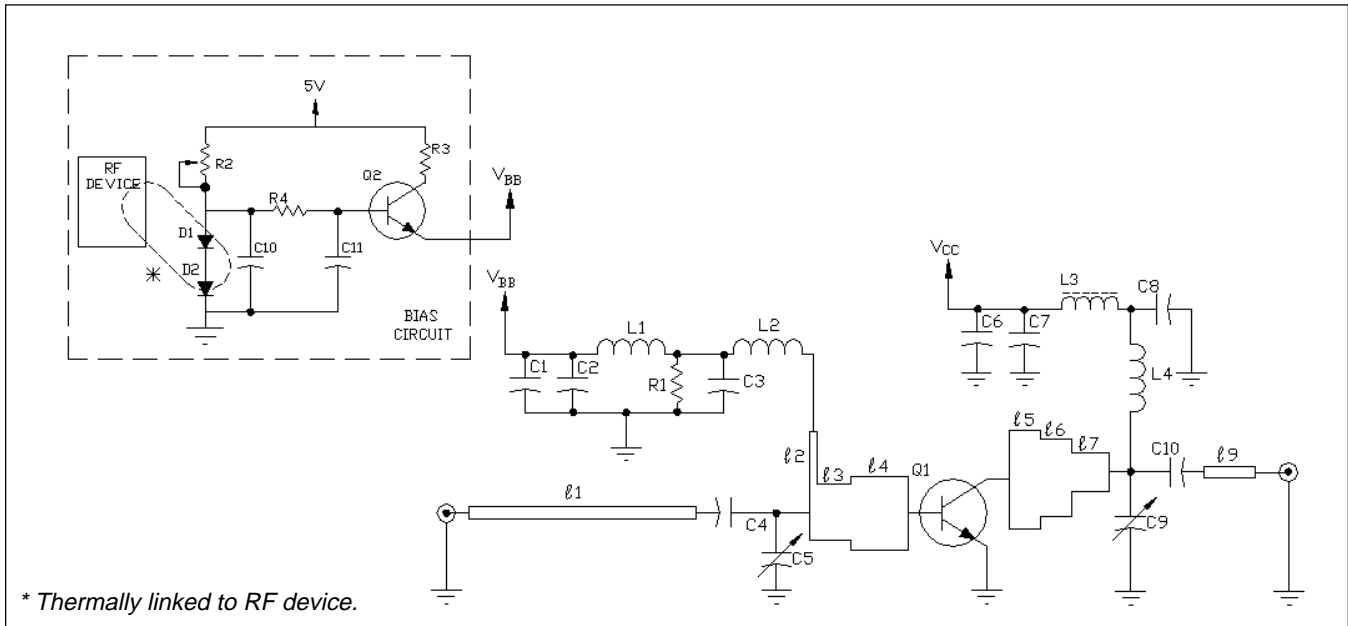 5V
RF
DEVICE
R2
R3
Q2
VBB
R4
D1
C10
C11
D2
*
BIAS
CIRCUIT
VBB
L1
L2
C1
C2
R1
C3
VCC
L3
C8
C6
C7
L4
ℓ5
ℓ6
ℓ7
C10
ℓ9
ℓ2
ℓ3
ℓ4
Q1
ℓ1
C4
C5
C9
* Thermally linked to RF device.